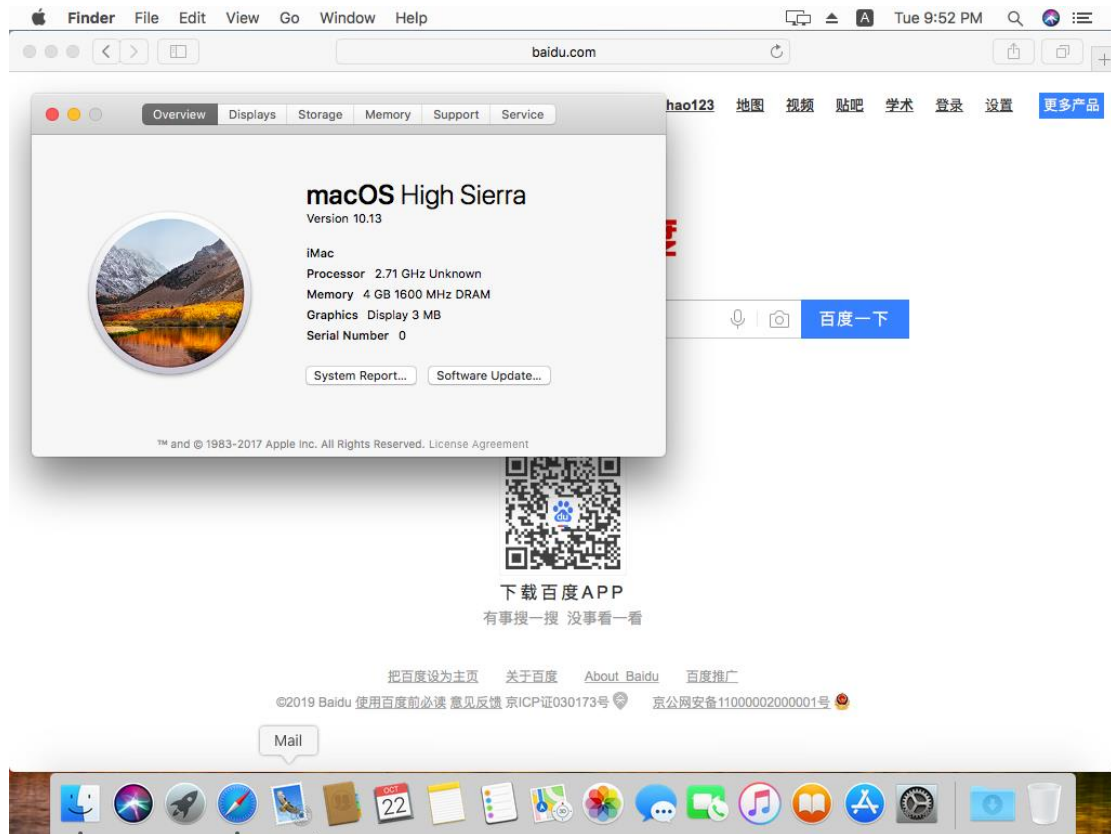 Finder File Edit View Go Window Help A Tue 9:52 PM
baidu.com
Overview Displays Storage Memory Support Service
hao123 地图 视频 贴吧 学术 登录 设置 更多产品
macOS High Sierra
Version 10.13
iMac
Processor 2.71 GHz Unknown
Memory 4 GB 1600 MHz DRAM
Graphics Display 3 MB
Serial Number 0
System Report... Software Update...
™ and © 1983-2017 Apple Inc. All Rights Reserved. License Agreement
百度一下
du
下载百度APP
有事搜一搜 没事看一看
把百度设为主页 关于百度 About Baidu 百度推广
©2019 Baidu 使用百度前必读 意见反馈 京ICP证030173号 京公网安备11000002000001号
Mail
OCT
22